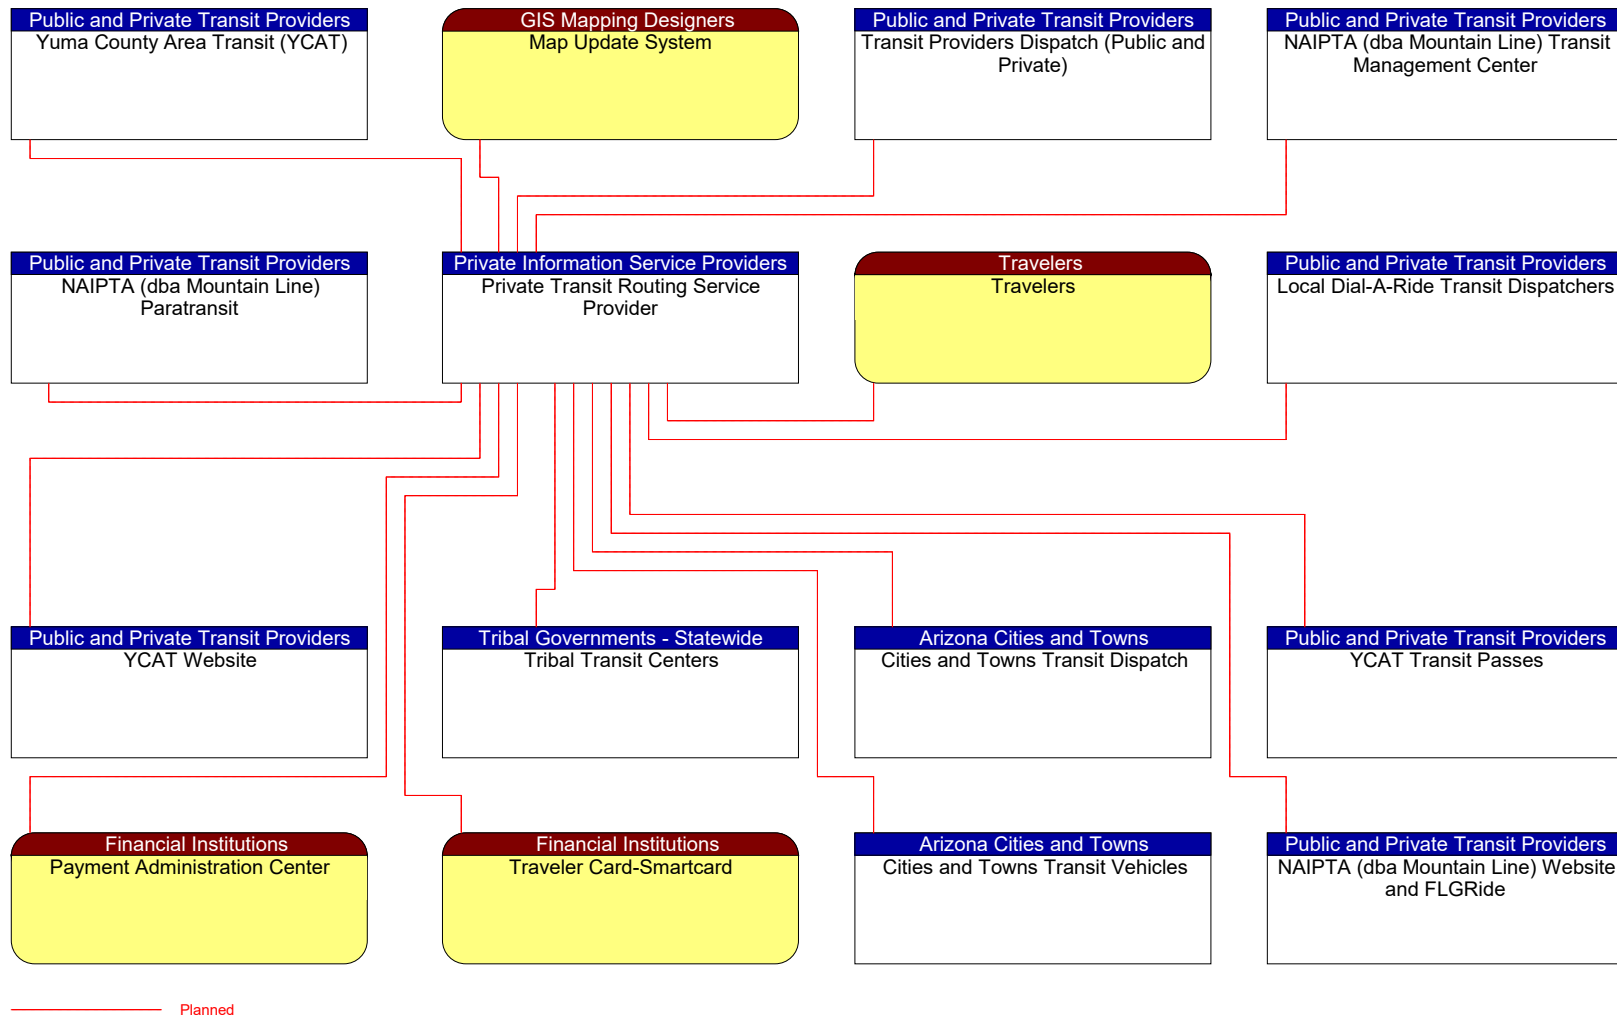 Public and Private Transit Providers
Yuma County Area Transit (YCAT)
GIS Mapping Designers
Map Update System
Public and Private Transit Providers
Transit Providers Dispatch (Public and
Private)
Public and Private Transit Providers
NAIPTA (dba Mountain Line) Transit
Management Center
Public and Private Transit Providers
NAIPTA (dba Mountain Line)
Paratransit
Private Information Service Providers
Private Transit Routing Service
Provider
Travelers
Travelers
Public and Private Transit Providers
Local Dial-A-Ride Transit Dispatchers
Public and Private Transit Providers
YCAT Website
Tribal Governments - Statewide
Tribal Transit Centers
Arizona Cities and Towns
Cities and Towns Transit Dispatch
Public and Private Transit Providers
YCAT Transit Passes
Financial Institutions
Payment Administration Center
Financial Institutions
Traveler Card-Smartcard
Arizona Cities and Towns
Cities and Towns Transit Vehicles
Public and Private Transit Providers
NAIPTA (dba Mountain Line) Website
and FLGRide
Planned